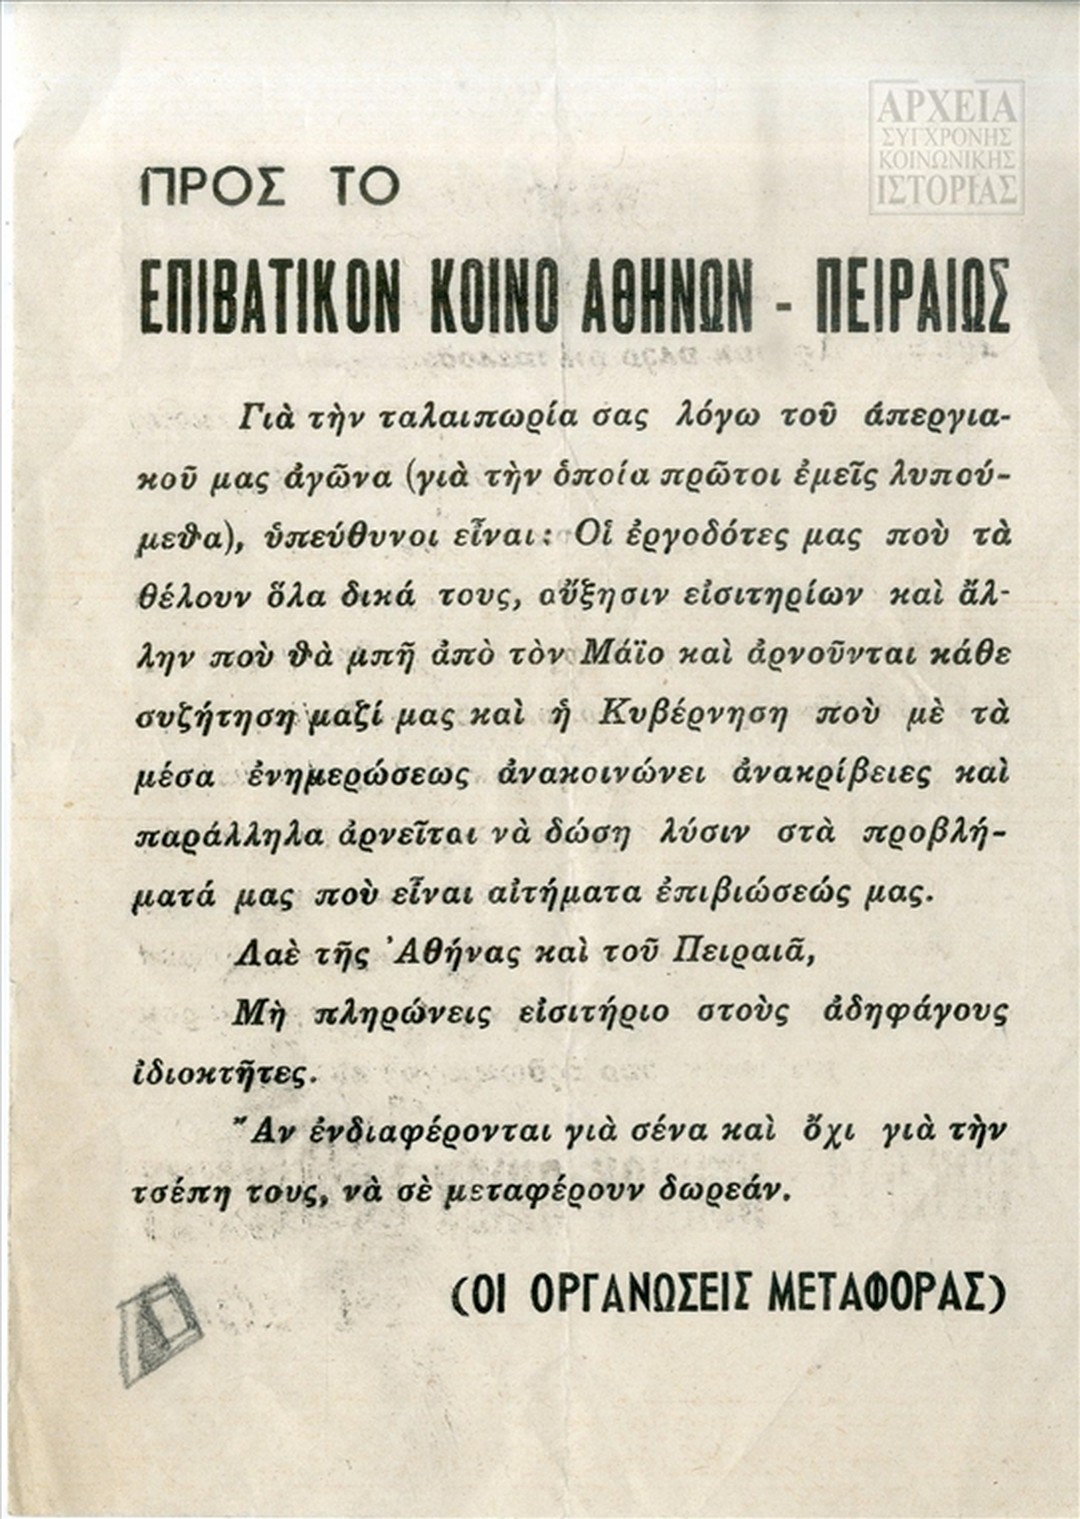 ΑΡΧΕΙΑ
ΣΥΓΧΡΟΝΗΣ
ΚΟΙΝΩΝΙΚΗΣ
ΙΣΤΟΡΙΑΣ
ΠΡΟΣ ΤΟ
ΕΠΙΒΑΤΙΚΟΝ ΚΟΙΝΟ ΑΘΗΝΩΝ - ΠΕΙΡΑΙΩΣ
Γιὰ τὴν ταλαιπωρία σας λόγω τοῦ ἀπεργια-
κοῦ μας ἀγῶνα (γιὰ τὴν ὁποία πρῶτοι ἐμεῖς λυπού-
μεθα), ὑπεύθυνοι εἶναι: Οἱ ἐργοδότες μας ποὺ τὰ
θέλουν ὅλα δικά τους, αὔξησιν εἰσιτηρίων καὶ ἄλ-
λην ποὺ θὰ μπῆ ἀπὸ τὸν Μάϊο καὶ ἀρνοῦνται κάθε
συζήτηση μαζί μας καὶ ἡ Κυβέρνηση ποὺ μὲ τὰ
μέσα ἐνημερώσεως ἀνακοινώνει ἀνακρίβειες καὶ
παράλληλα ἀρνεῖται νὰ δώση λύσιν στὰ προβλή-
ματά μας ποὺ εἶναι αἰτήματα ἐπιβιώσεώς μας.
Λαὲ τῆς Ἀθήνας καὶ τοῦ Πειραιᾶ,
Μὴ πληρώνεις εἰσιτήριο στοὺς ἀδηφάγους
ἰδιοκτῆτες.
Ἂν ἐνδιαφέρονται γιὰ σένα καὶ ὄχι γιὰ τὴν
τσέπη τους, νὰ σὲ μεταφέρουν δωρεάν.
(ΟΙ ΟΡΓΑΝΩΣΕΙΣ ΜΕΤΑΦΟΡΑΣ)